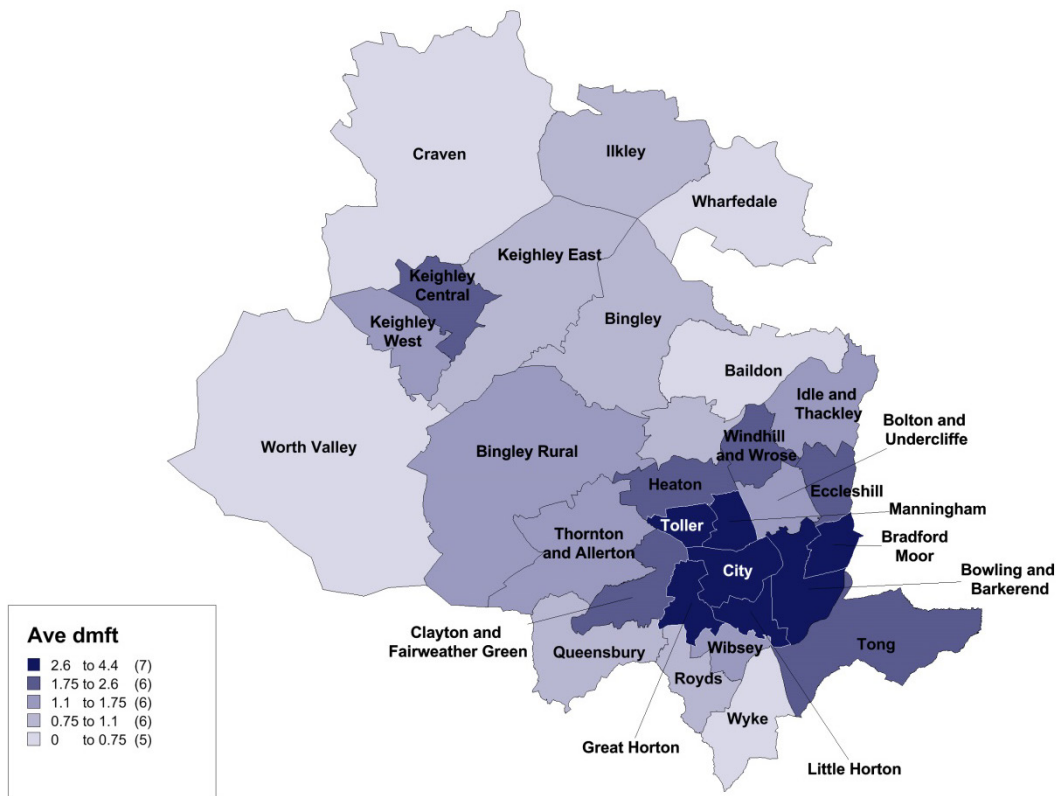 Craven
Ilkley
Wharfedale
Keighley East
Keighley
Central
Keighley
West
Bingley
Baildon
Idle and
Thackley
Bolton and
Undercliffe
Worth Valley
Bingley Rural
Windhill
and Wrose
Heaton
Eccleshill
Manningham
Toller
Thornton
and Allerton
Bradford
Moor
City
Bowling and
Barkerend
Clayton and
Fairweather Green
Queensbury
Wibsey
Tong
Royds
Wyke
Great Horton
Little Horton
Ave dmft
2.6 to 4.4 (7)
1.75 to 2.6 (6)
1.1 to 1.75 (6)
0.75 to 1.1 (6)
0 to 0.75 (5)